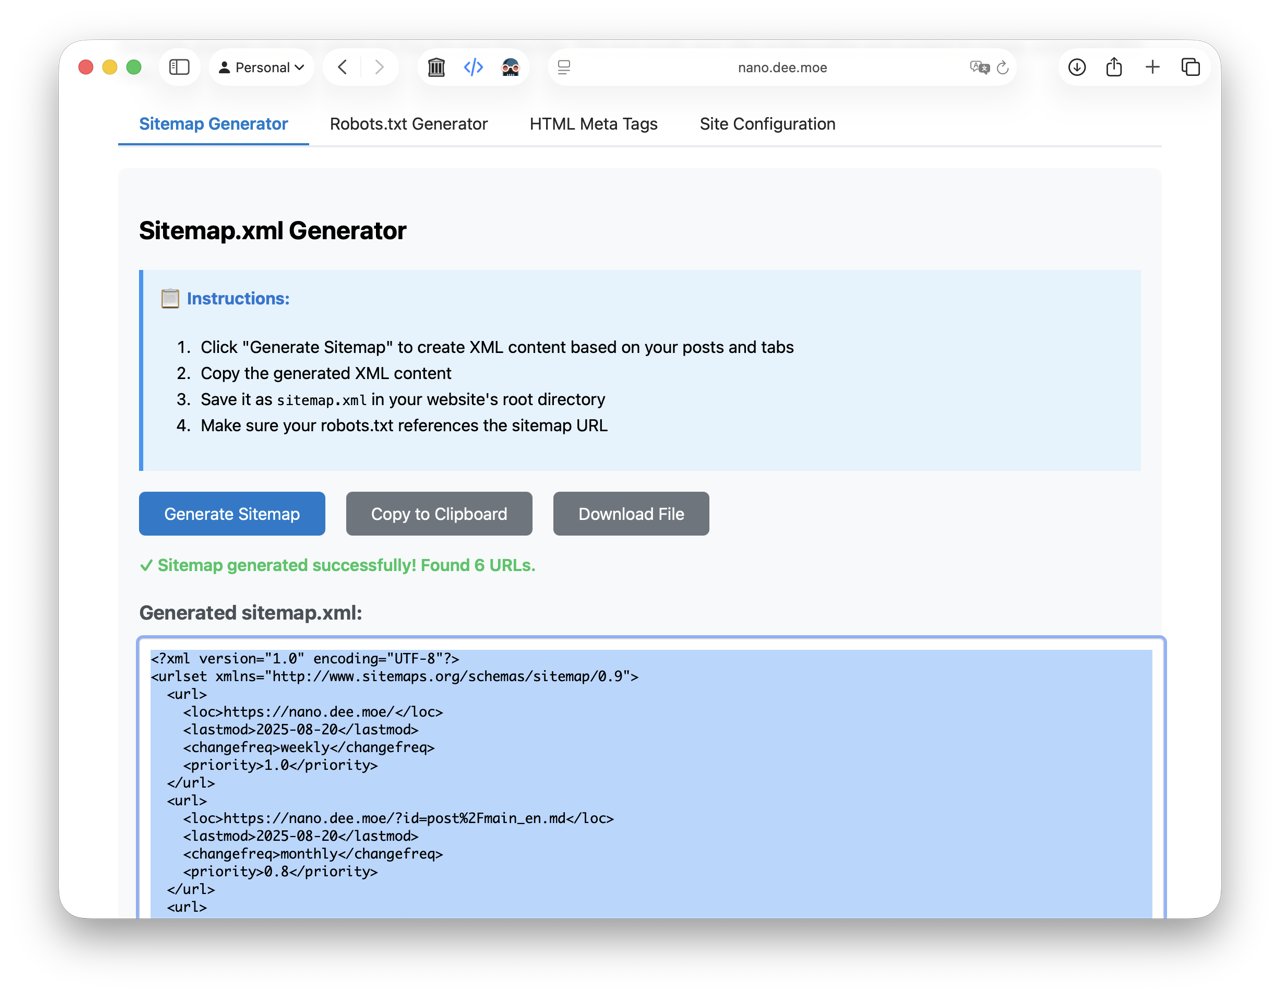 Personal
nano.dee.moe
Sitemap Generator
Robots.txt Generator
HTML Meta Tags
Site Configuration
Sitemap.xml Generator
📋 Instructions:
1. Click "Generate Sitemap" to create XML content based on your posts and tabs
2. Copy the generated XML content
3. Save it as sitemap.xml in your website's root directory
4. Make sure your robots.txt references the sitemap URL
Generate Sitemap
Copy to Clipboard
Download File
✓ Sitemap generated successfully! Found 6 URLs.
Generated sitemap.xml:
<?xml version="1.0" encoding="UTF-8"?>
<urlset xmlns="http://www.sitemaps.org/schemas/sitemap/0.9">
<url>
<loc>https://nano.dee.moe/</loc>
<lastmod>2025-08-20</lastmod>
<changefreq>weekly</changefreq>
<priority>1.0</priority>
</url>
<url>
<loc>https://nano.dee.moe/?id=post%2Fmain_en.md</loc>
<lastmod>2025-08-20</lastmod>
<changefreq>monthly</changefreq>
<priority>0.8</priority>
</url>
<url>